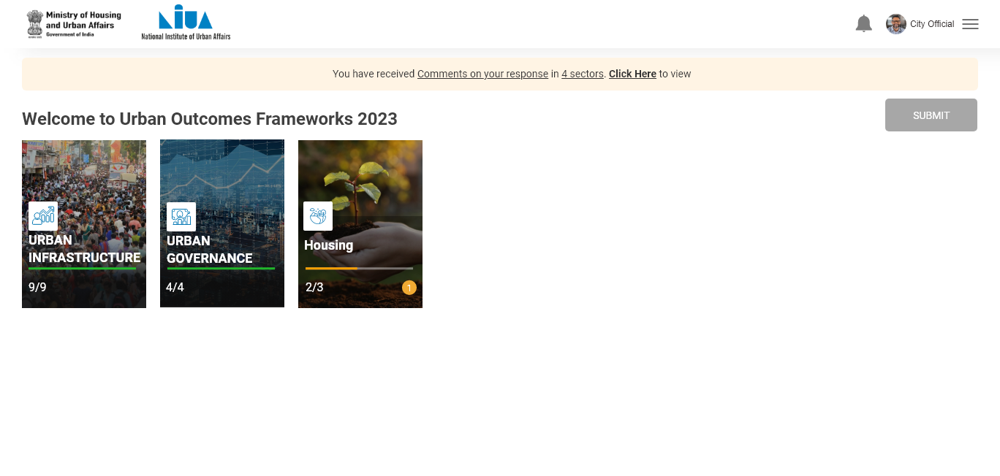 Ministry of Housing
and Urban Affairs
Government of India
NIUA
National Institute of Urban Affairs
City Official
You have received Comments on your response in 4 sectors. Click Here to view
Welcome to Urban Outcomes Frameworks 2023
SUBMIT
URBAN
INFRASTRUCTURE
9/9
URBAN
GOVERNANCE
4/4
Housing
2/3
1